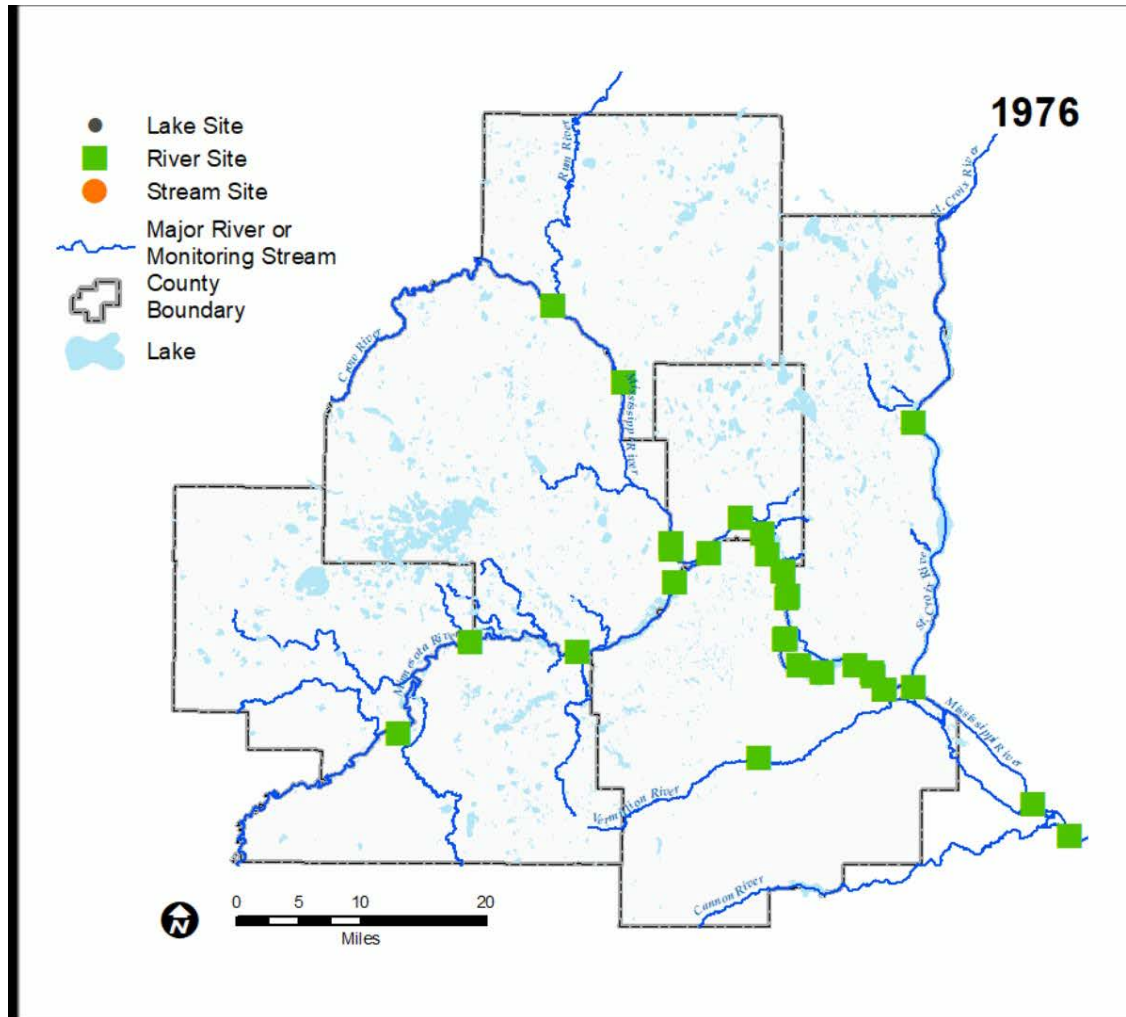 1976
Lake Site
River Site
Stream Site
Major River or
Monitoring Stream
County
Boundary
Lake
Rum River
St. Croix River
Crow River
Mississippi River
St. Croix River
Minnesota River
Mississippi River
Vermillion River
Cannon River
N
0 5 10 20
Miles